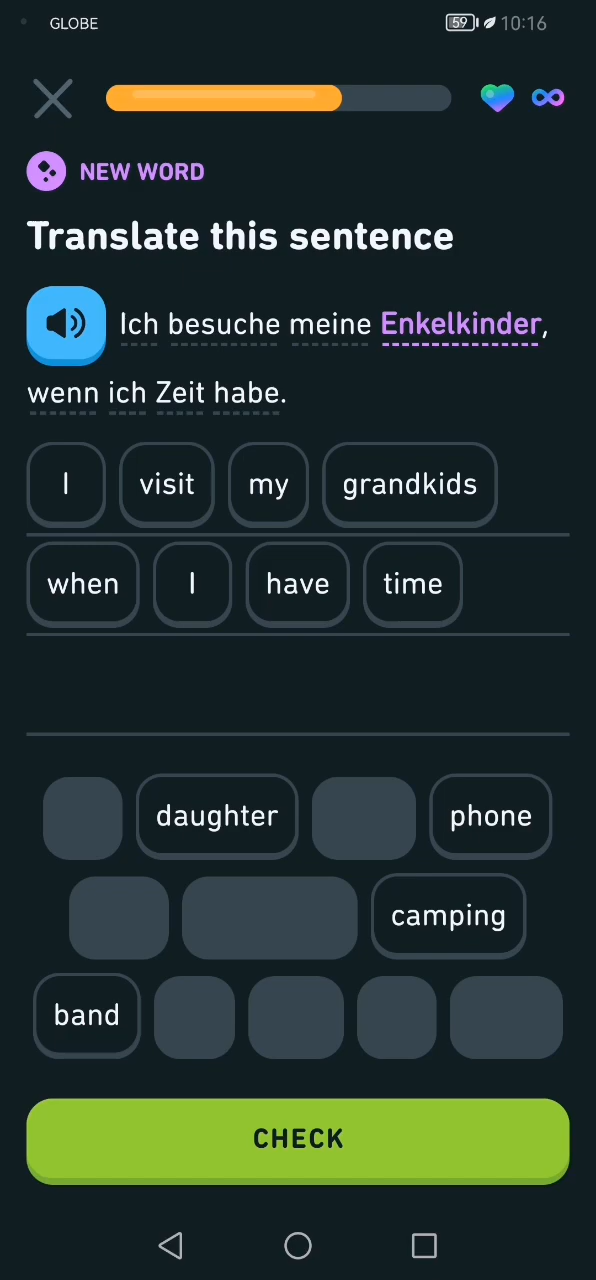 GLOBE 59 10:16
NEW WORD
Translate this sentence
Ich besuche meine Enkelkinder,
wenn ich Zeit habe.
I visit my grandkids
when I have time
daughter phone
camping
band
CHECK